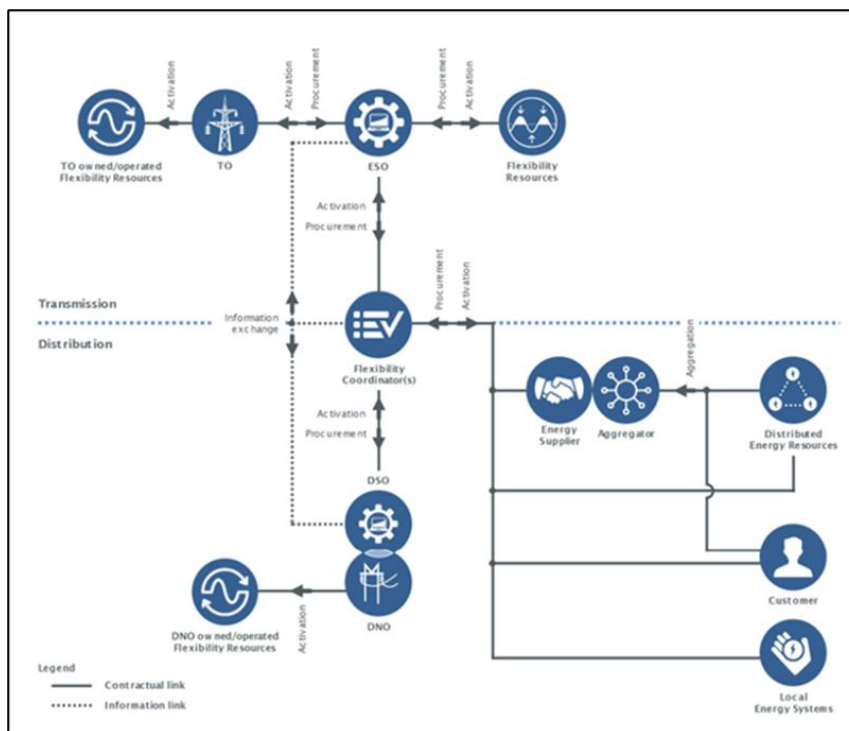 Activation
Activation
Procurement
Procurement
Activation
TO owned/operated
Flexibility Resources
TO
ESO
Flexibility
Resources
Activation
Procurement
Transmission
Information
exchange
Procurement
Activation
Distribution
Flexibility
Coordinator(s)
Aggregation
Activation
Procurement
Energy
Supplier
Aggregator
Distributed
Energy Resources
DSO
Customer
DNO
DNO owned/operated
Flexibility Resources
Activation
Legend
Contractual link
Information link
Local
Energy Systems